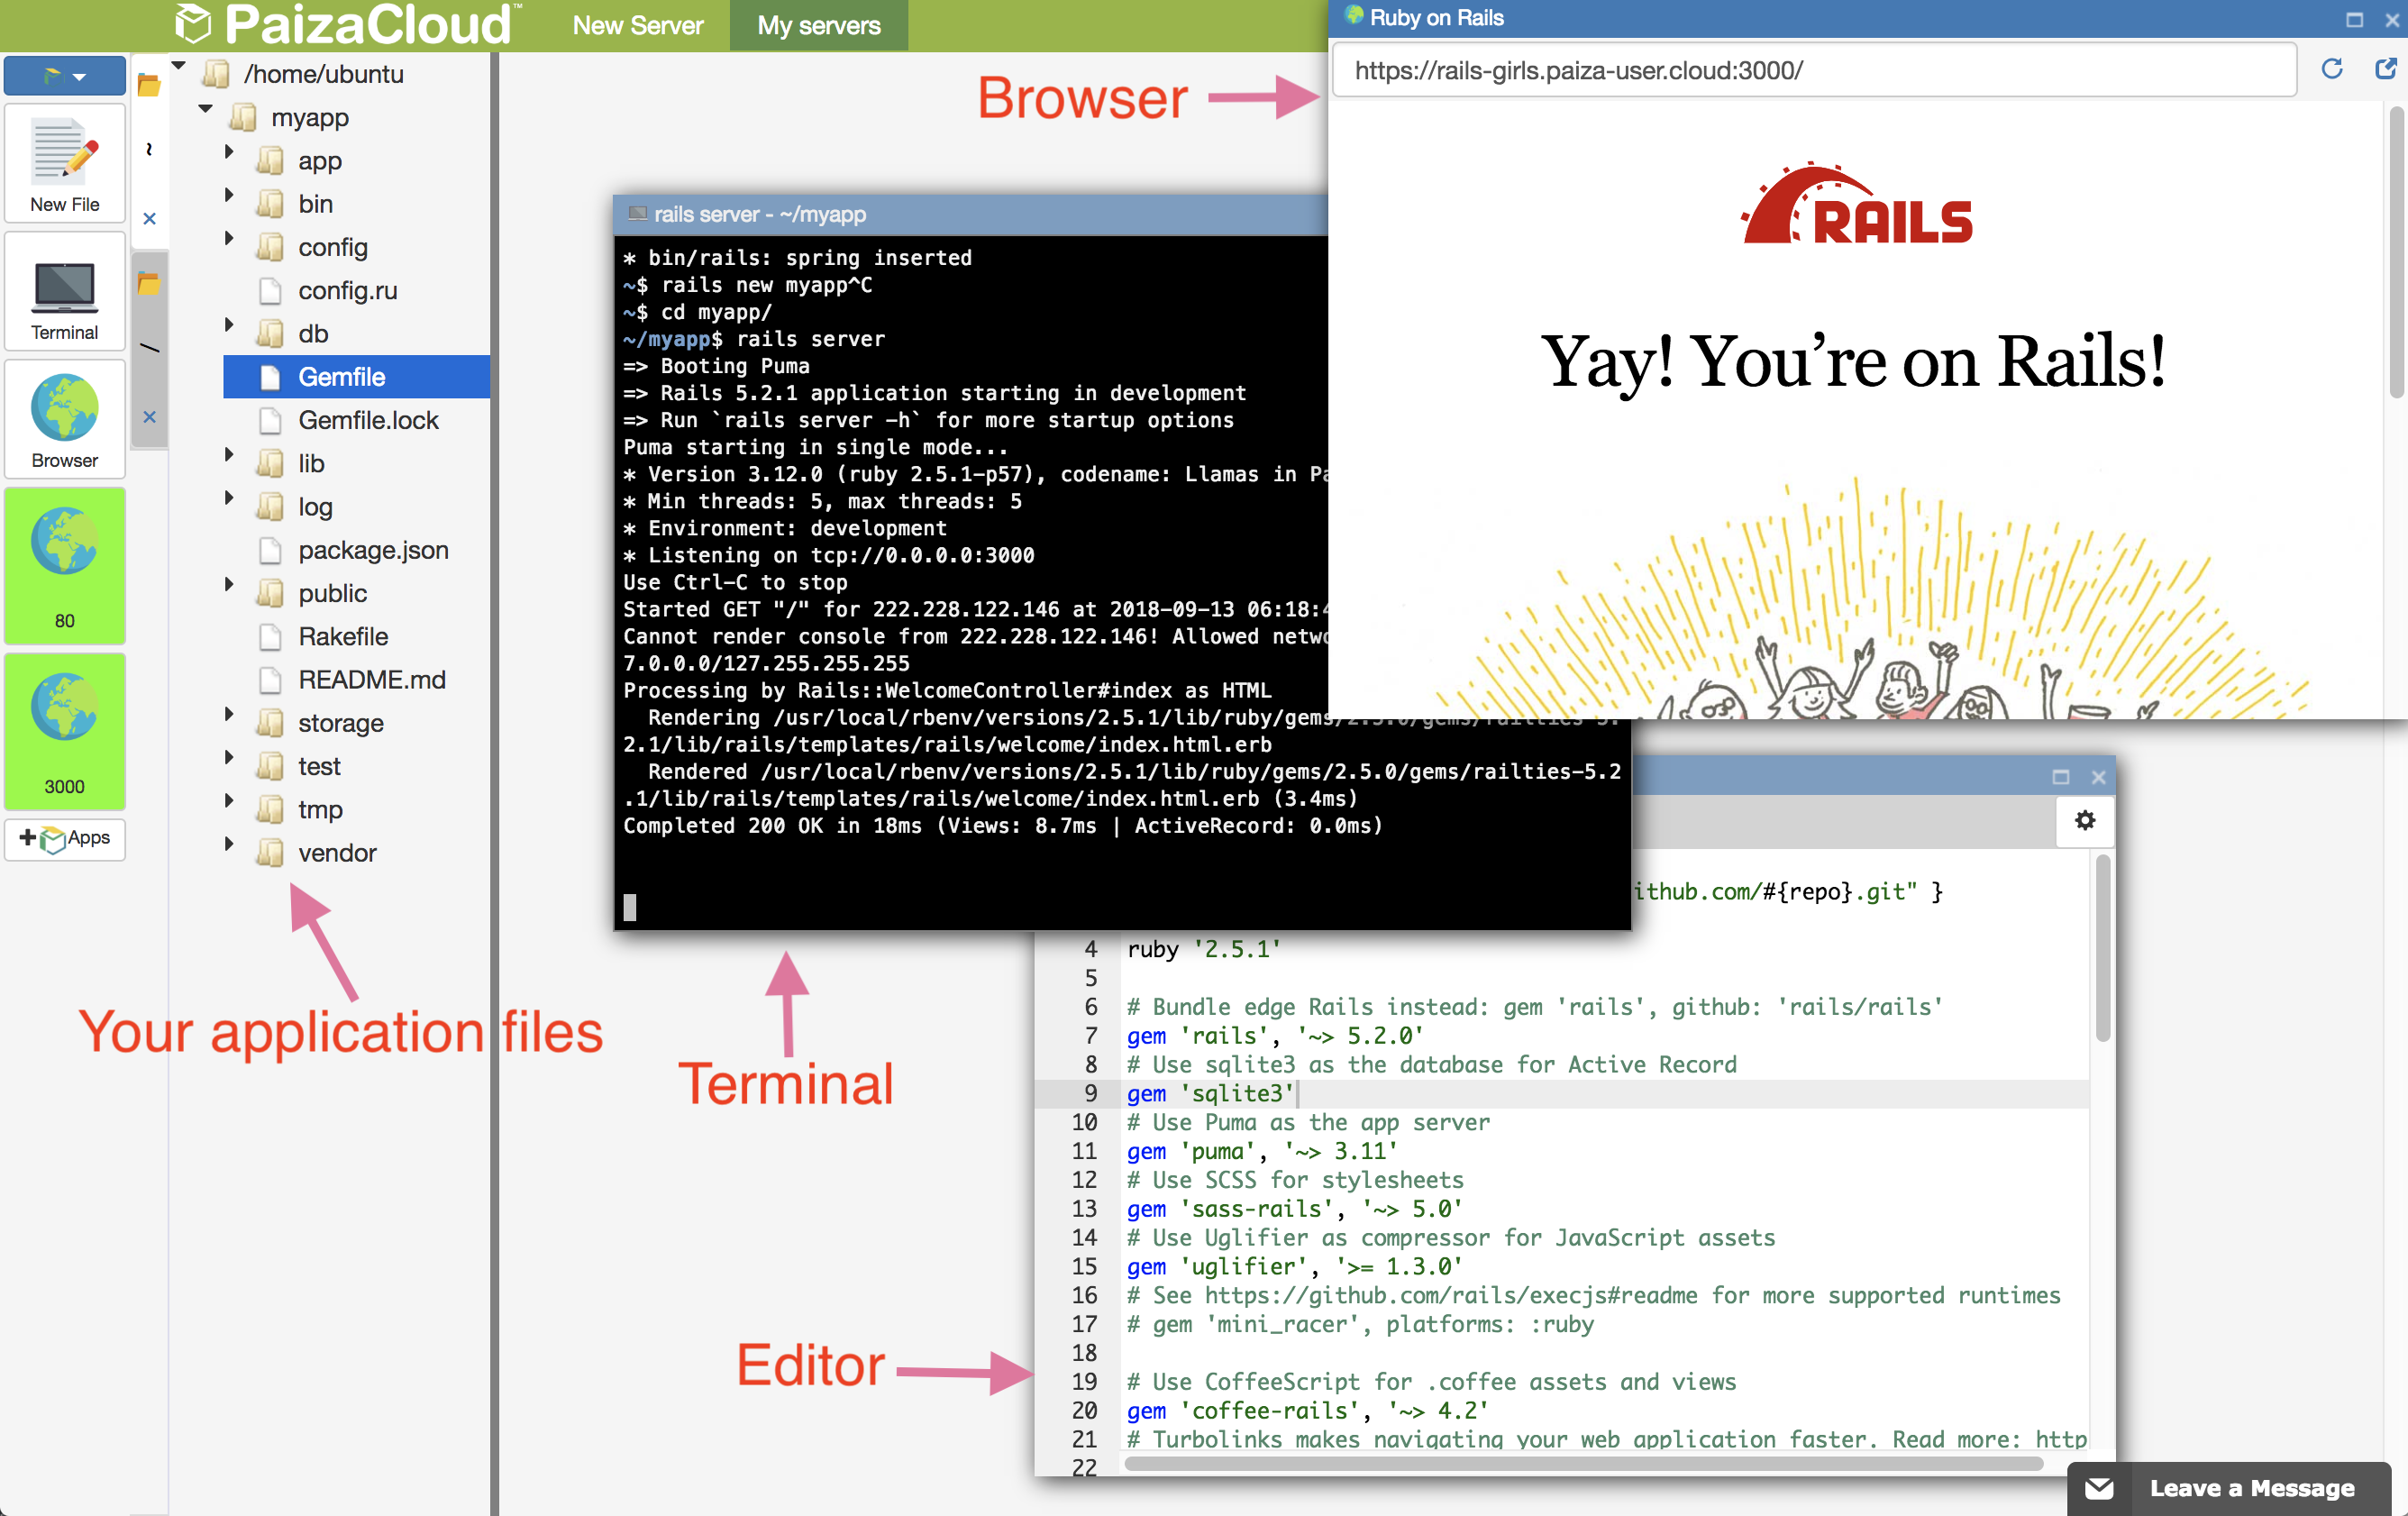 PaizaCloud™
New Server
My servers
Ruby on Rails
https://rails-girls.paiza-user.cloud:3000/
New File
Terminal
Browser
80
3000
+ Apps
~
/
/home/ubuntu
myapp
app
bin
config
config.ru
db
Gemfile
Gemfile.lock
lib
log
package.json
public
Rakefile
README.md
storage
test
tmp
vendor
Your application files
Browser
RAILS
Yay! You’re on Rails!
rails server - ~/myapp
* bin/rails: spring inserted
~$ rails new myapp^C
~$ cd myapp/
~/myapp$ rails server
=> Booting Puma
=> Rails 5.2.1 application starting in development
=> Run `rails server -h` for more startup options
Puma starting in single mode...
* Version 3.12.0 (ruby 2.5.1-p57), codename: Llamas in
* Min threads: 5, max threads: 5
* Environment: development
* Listening on tcp://0.0.0.0:3000
Use Ctrl-C to stop
Started GET "/" for 222.228.122.146 at 2018-09-13 06:18:4
Cannot render console from 222.228.122.146! Allowed
7.0.0.0/127.255.255.255
Processing by Rails::WelcomeController#index as HTML
Rendering /usr/local/rbenv/versions/2.5.1/lib/ruby/gems/2.5.0/gems/railties-5.
2.1/lib/rails/templates/rails/welcome/index.html.erb
Rendered /usr/local/rbenv/versions/2.5.1/lib/ruby/gems/2.5.0/gems/railties-5.2
.1/lib/rails/templates/rails/welcome/index.html.erb (3.4ms)
Completed 200 OK in 18ms (Views: 8.7ms | ActiveRecord: 0.0ms)
Terminal
ithub.com/#{repo}.git" }
4 ruby '2.5.1'
5
6 # Bundle edge Rails instead: gem 'rails', github: 'rails/rails'
7 gem 'rails', '~> 5.2.0'
8 # Use sqlite3 as the database for Active Record
9 gem 'sqlite3'
10 # Use Puma as the app server
11 gem 'puma', '~> 3.11'
12 # Use SCSS for stylesheets
13 gem 'sass-rails', '~> 5.0'
14 # Use Uglifier as compressor for JavaScript assets
15 gem 'uglifier', '>= 1.3.0'
16 # See https://github.com/rails/execjs#readme for more supported runtimes
17 # gem 'mini_racer', platforms: :ruby
18
19 # Use CoffeeScript for .coffee assets and views
20 gem 'coffee-rails', '~> 4.2'
21 # Turbolinks makes navigating your web application faster. Read more: http
22
Editor
Leave a Message